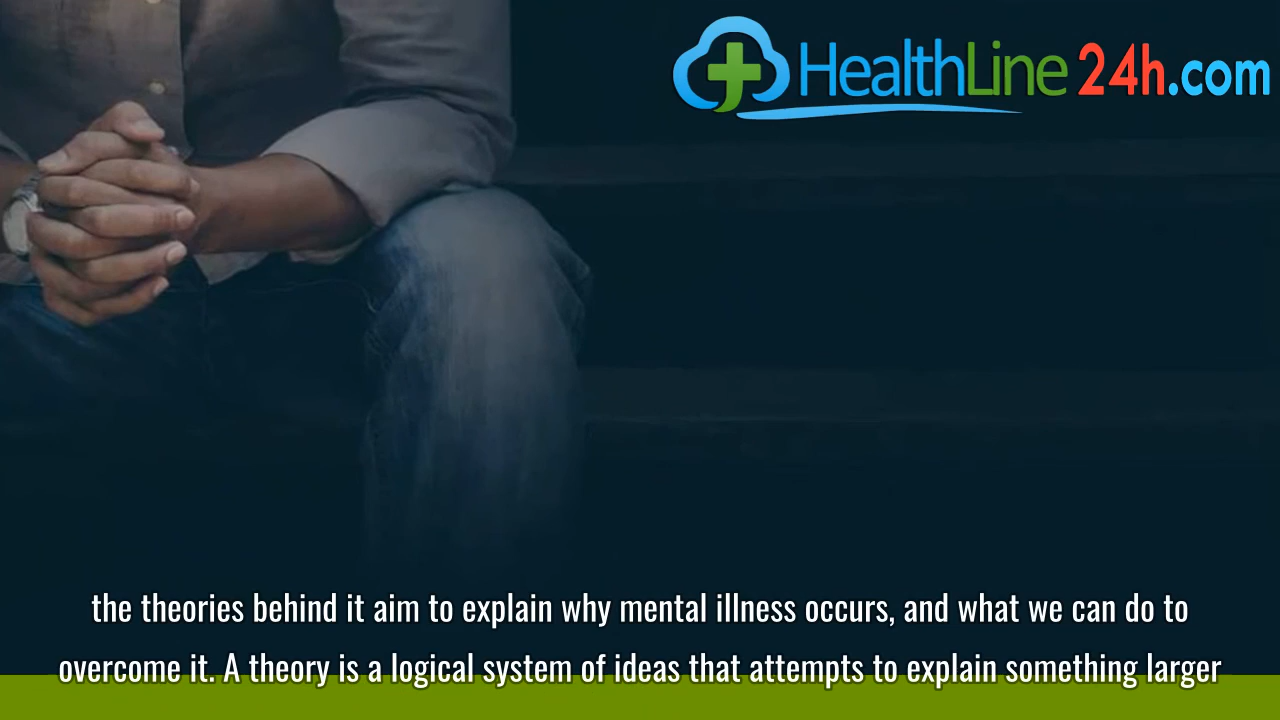 HealthLine 24h.com
the theories behind it aim to explain why mental illness occurs, and what we can do to
overcome it. A theory is a logical system of ideas that attempts to explain something larger